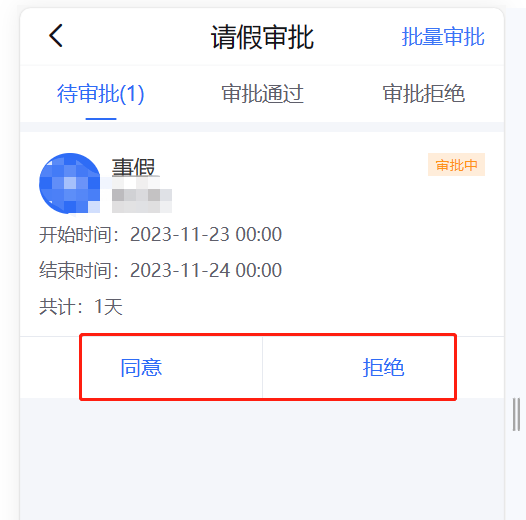 请假审批 批量审批
待审批(1) 审批通过 审批拒绝
事假 审批中
开始时间：2023-11-23 00:00
结束时间：2023-11-24 00:00
共计：1天
同意 拒绝